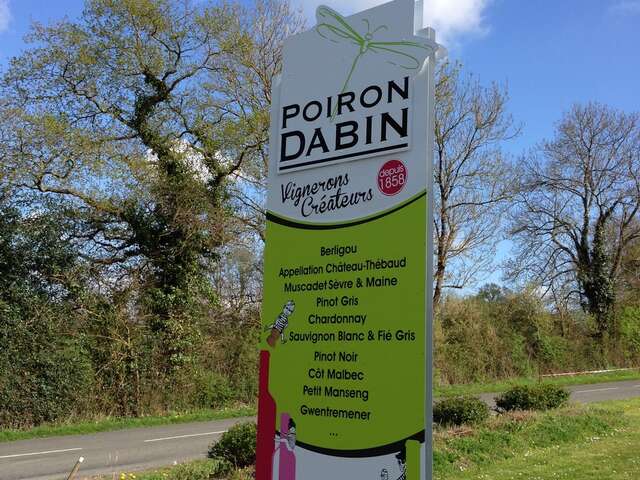 POIRON
DABIN
Vignerons
Créateurs
depuis
1858
Berligou
Appellation Château-Thébaud
Muscadet Sèvre & Maine
Pinot Gris
Chardonnay
Sauvignon Blanc & Fié Gris
Pinot Noir
Côt Malbec
Petit Manseng
Gwentremener
...